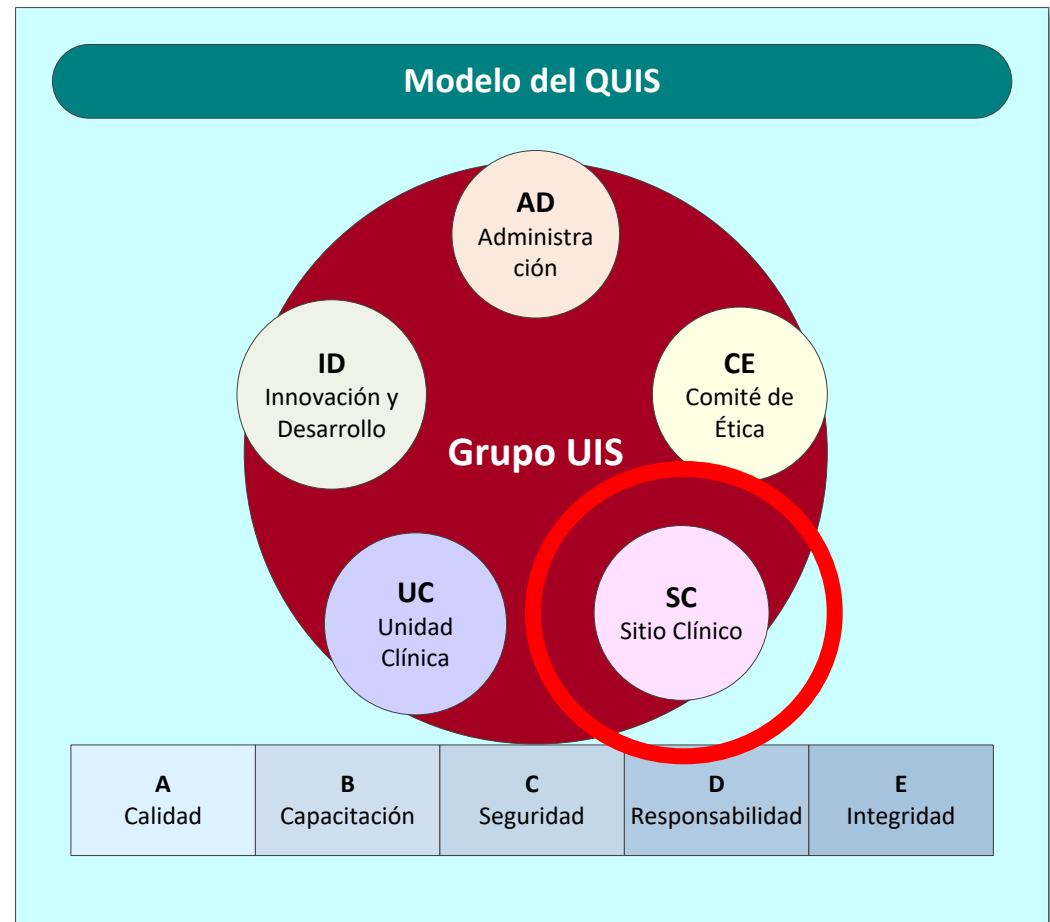 Modelo del QUIS
AD
Administra
ción
ID
Innovación y
Desarrollo
CE
Comité de
Ética
Grupo UIS
UC
Unidad
Clínica
SC
Sitio Clínico
A
Calidad
B
Capacitación
C
Seguridad
D
Responsabilidad
E
Integridad